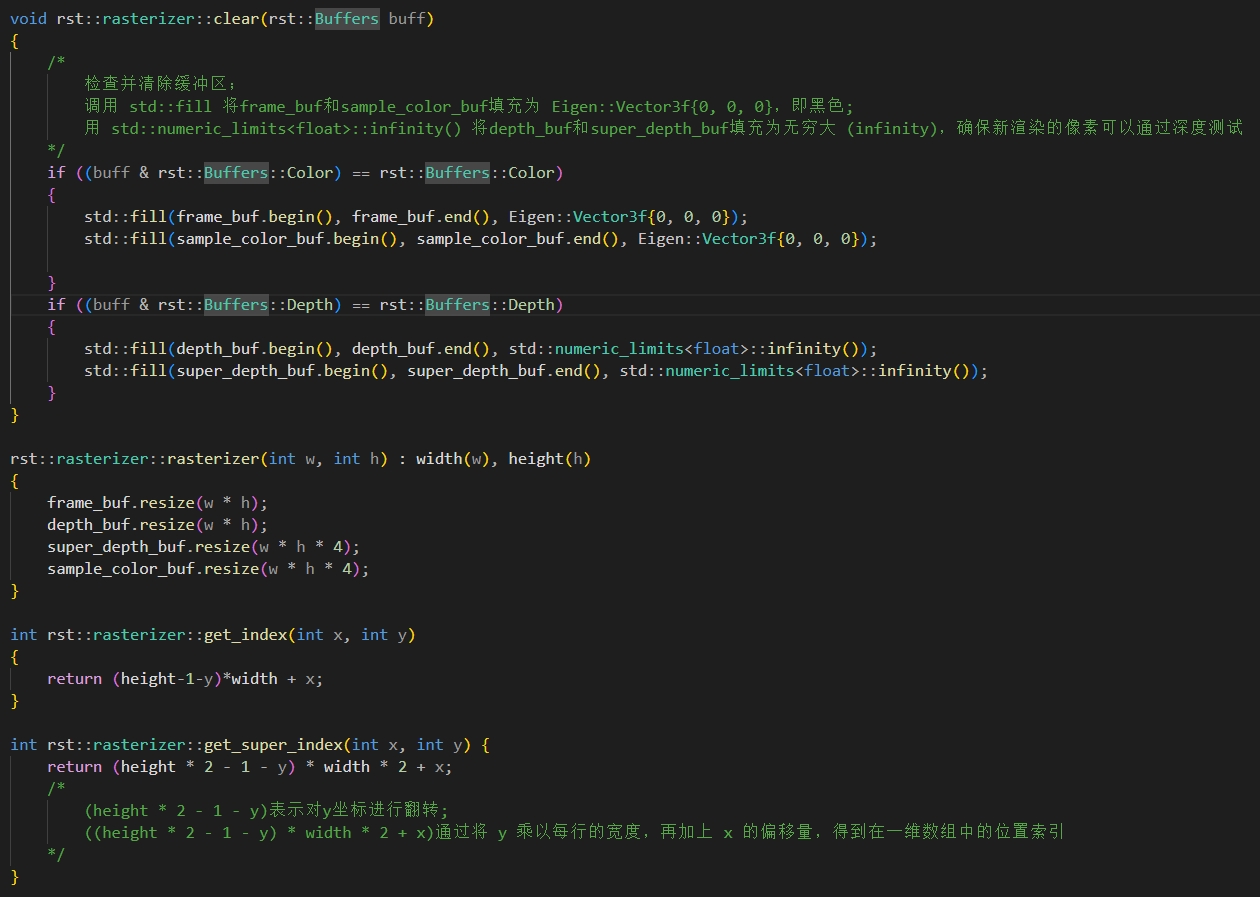 void rst::rasterizer::clear(rst::Buffers buff)
{
    /*
        检查并清除缓冲区;
        调用 std::fill 将frame_buf和sample_color_buf填充为 Eigen::Vector3f{0, 0, 0}，即黑色;
        用 std::numeric_limits<float>::infinity() 将depth_buf和super_depth_buf填充为无穷大 (infinity)，确保新渲染的像素可以通过深度测试
    */
    if ((buff & rst::Buffers::Color) == rst::Buffers::Color)
    {
        std::fill(frame_buf.begin(), frame_buf.end(), Eigen::Vector3f{0, 0, 0});
        std::fill(sample_color_buf.begin(), sample_color_buf.end(), Eigen::Vector3f{0, 0, 0});

    }
    if ((buff & rst::Buffers::Depth) == rst::Buffers::Depth)
    {
        std::fill(depth_buf.begin(), depth_buf.end(), std::numeric_limits<float>::infinity());
        std::fill(super_depth_buf.begin(), super_depth_buf.end(), std::numeric_limits<float>::infinity());
    }
}

rst::rasterizer::rasterizer(int w, int h) : width(w), height(h)
{
    frame_buf.resize(w * h);
    depth_buf.resize(w * h);
    super_depth_buf.resize(w * h * 4);
    sample_color_buf.resize(w * h * 4);
}

int rst::rasterizer::get_index(int x, int y)
{
    return (height-1-y)*width + x;
}

int rst::rasterizer::get_super_index(int x, int y) {
    return (height * 2 - 1 - y) * width * 2 + x;
    /*
        (height * 2 - 1 - y)表示对y坐标进行翻转;
        ((height * 2 - 1 - y) * width * 2 + x)通过将 y 乘以每行的宽度，再加上 x 的偏移量，得到在一维数组中的位置索引
    */
}